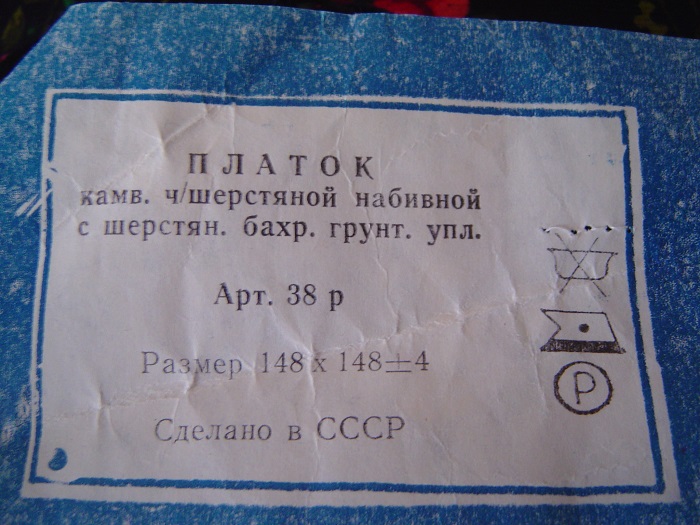 ПЛАТОК
камв. ч/шерстяной набивной
с шерстян. бахр. грунт. упл.
Арт. 38 р
Размер 148 х 148±4
Сделано в СССР
P